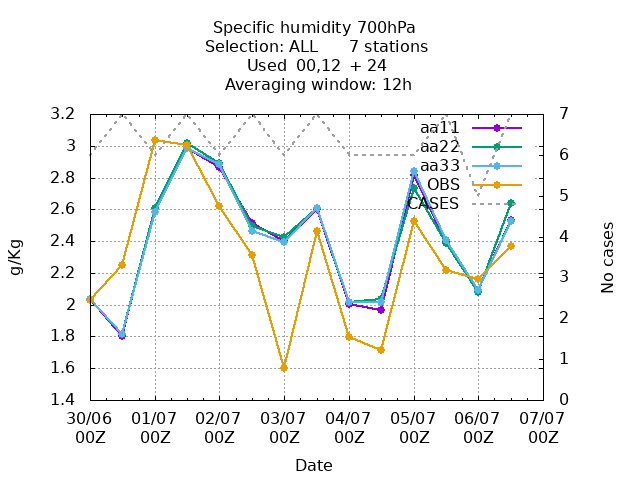 Specific humidity 700hPa
Selection: ALL 7 stations
Used 00,12 + 24
Averaging window: 12h
3.2
3
2.8
2.6
2.4
2.2
2
1.8
1.6
1.4
g/Kg
7
6
5
4
3
2
1
0
No cases
aa11
aa22
aa33
OBS
CASES
30/06 01/07 02/07 03/07 04/07 05/07 06/07 07/07
00Z 00Z 00Z 00Z 00Z 00Z 00Z 00Z
Date